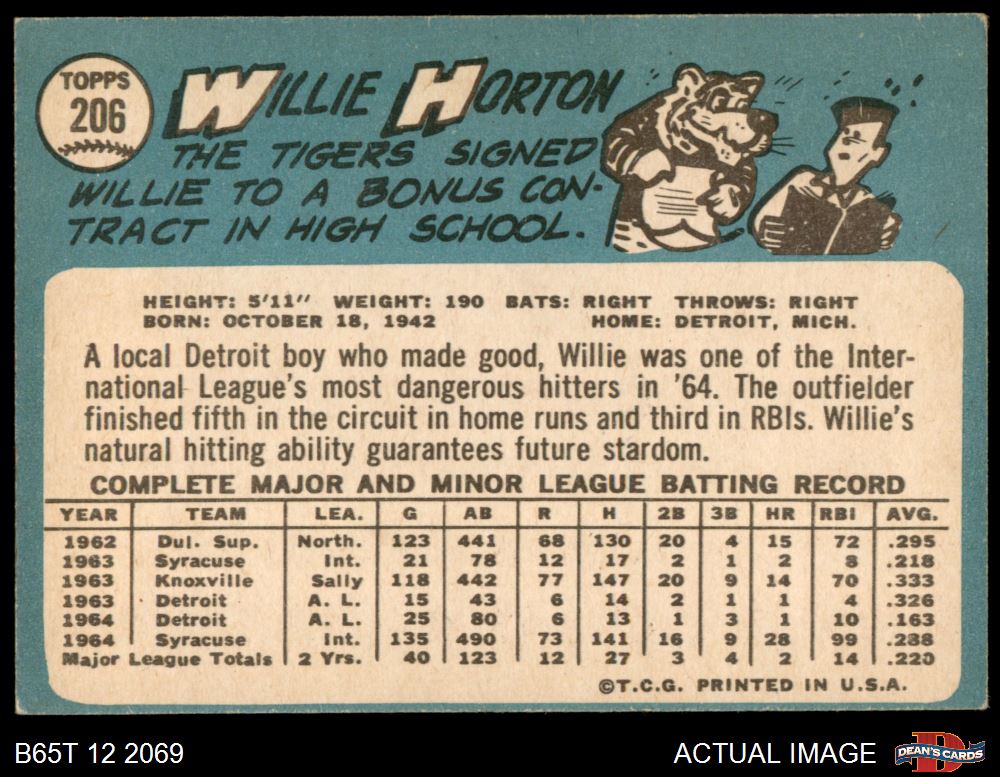 TOPPS
206
WILLIE HORTON
THE TIGERS SIGNED
WILLIE TO A BONUS CON-
TRACT IN HIGH SCHOOL.
HEIGHT: 5'11" WEIGHT: 190 BATS: RIGHT THROWS: RIGHT
BORN: OCTOBER 18, 1942 HOME: DETROIT, MICH.
A local Detroit boy who made good, Willie was one of the Inter-
national League's most dangerous hitters in '64. The outfielder
finished fifth in the circuit in home runs and third in RBIs. Willie's
natural hitting ability guarantees future stardom.
COMPLETE MAJOR AND MINOR LEAGUE BATTING RECORD
YEAR TEAM LEA. G AB R H 2B 3B HR RBI AVG.
1962 Dul. Sup. North. 123 441 68 130 20 4 15 72 .295
1963 Syracuse Int. 21 78 12 17 2 1 2 8 .218
1963 Knoxville Sally 118 442 77 147 20 9 14 70 .333
1963 Detroit A. L. 15 43 6 14 2 1 1 4 .326
1964 Detroit A. L. 25 80 6 13 1 3 1 10 .163
1964 Syracuse Int. 135 490 73 141 16 9 28 99 .288
Major League Totals 2 Yrs. 40 123 12 27 3 4 2 14 .220
©T.C.G. PRINTED IN U.S.A.
B65T 12 2069 ACTUAL IMAGE DEAN'S CARDS